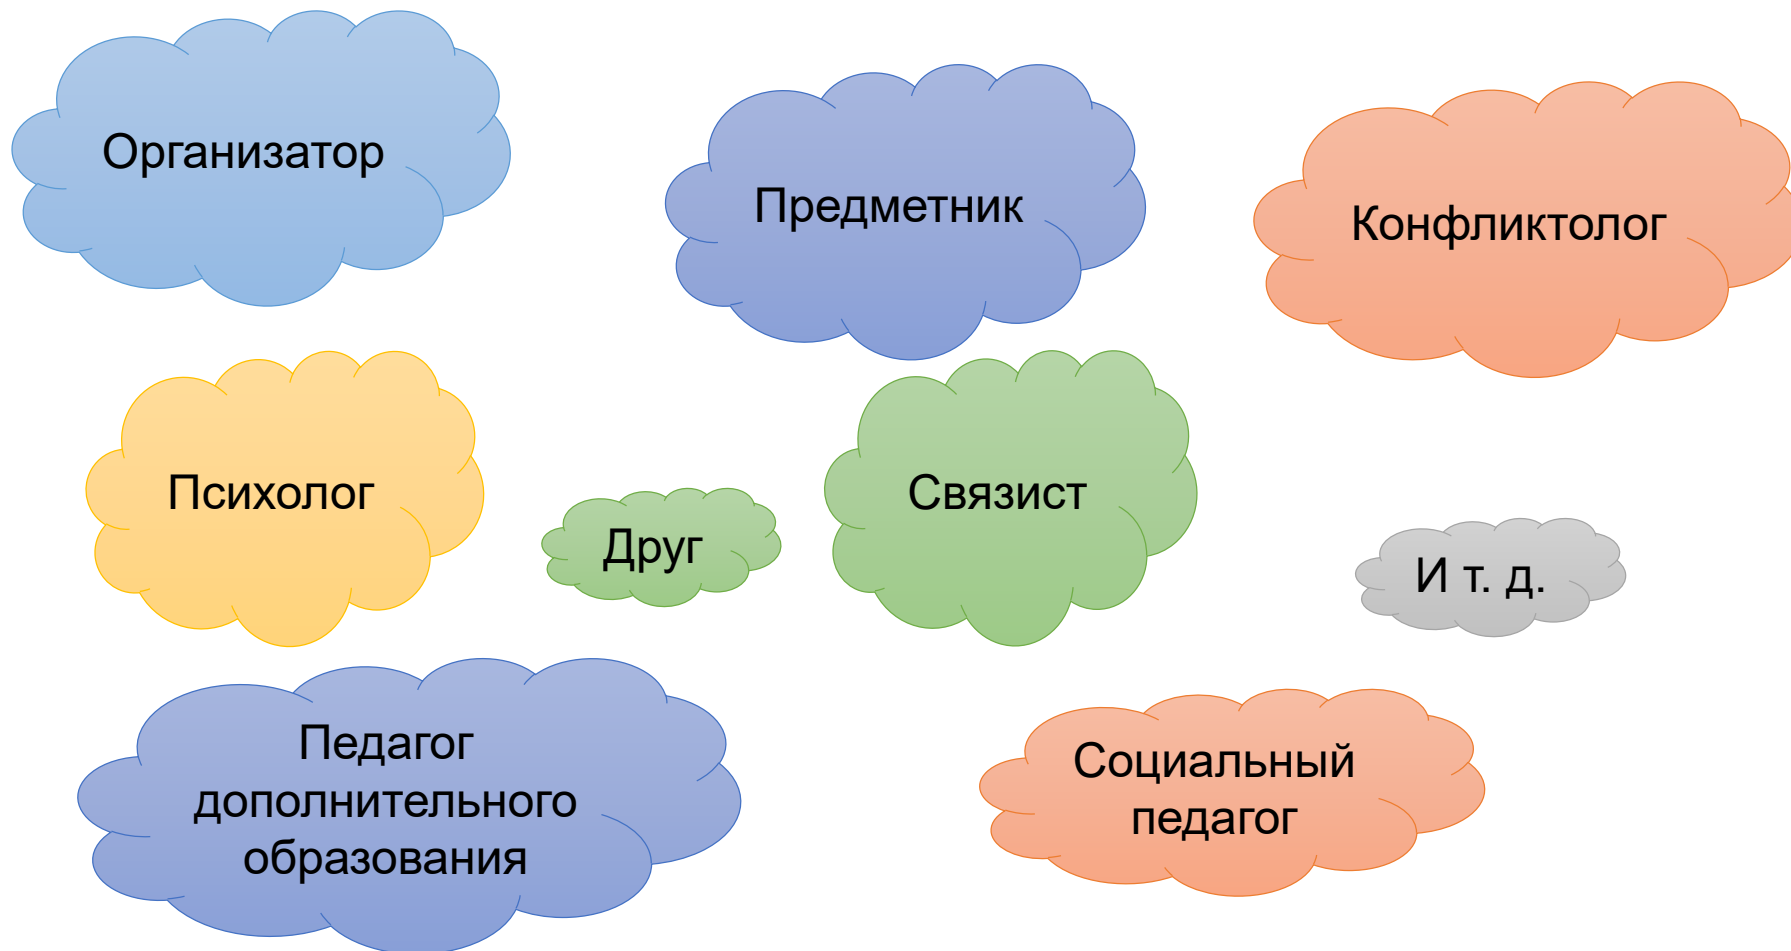 Организатор
Предметник
Конфликтолог
Психолог
Друг
Связист
И т. д.
Педагог
дополнительного
образования
Социальный
педагог